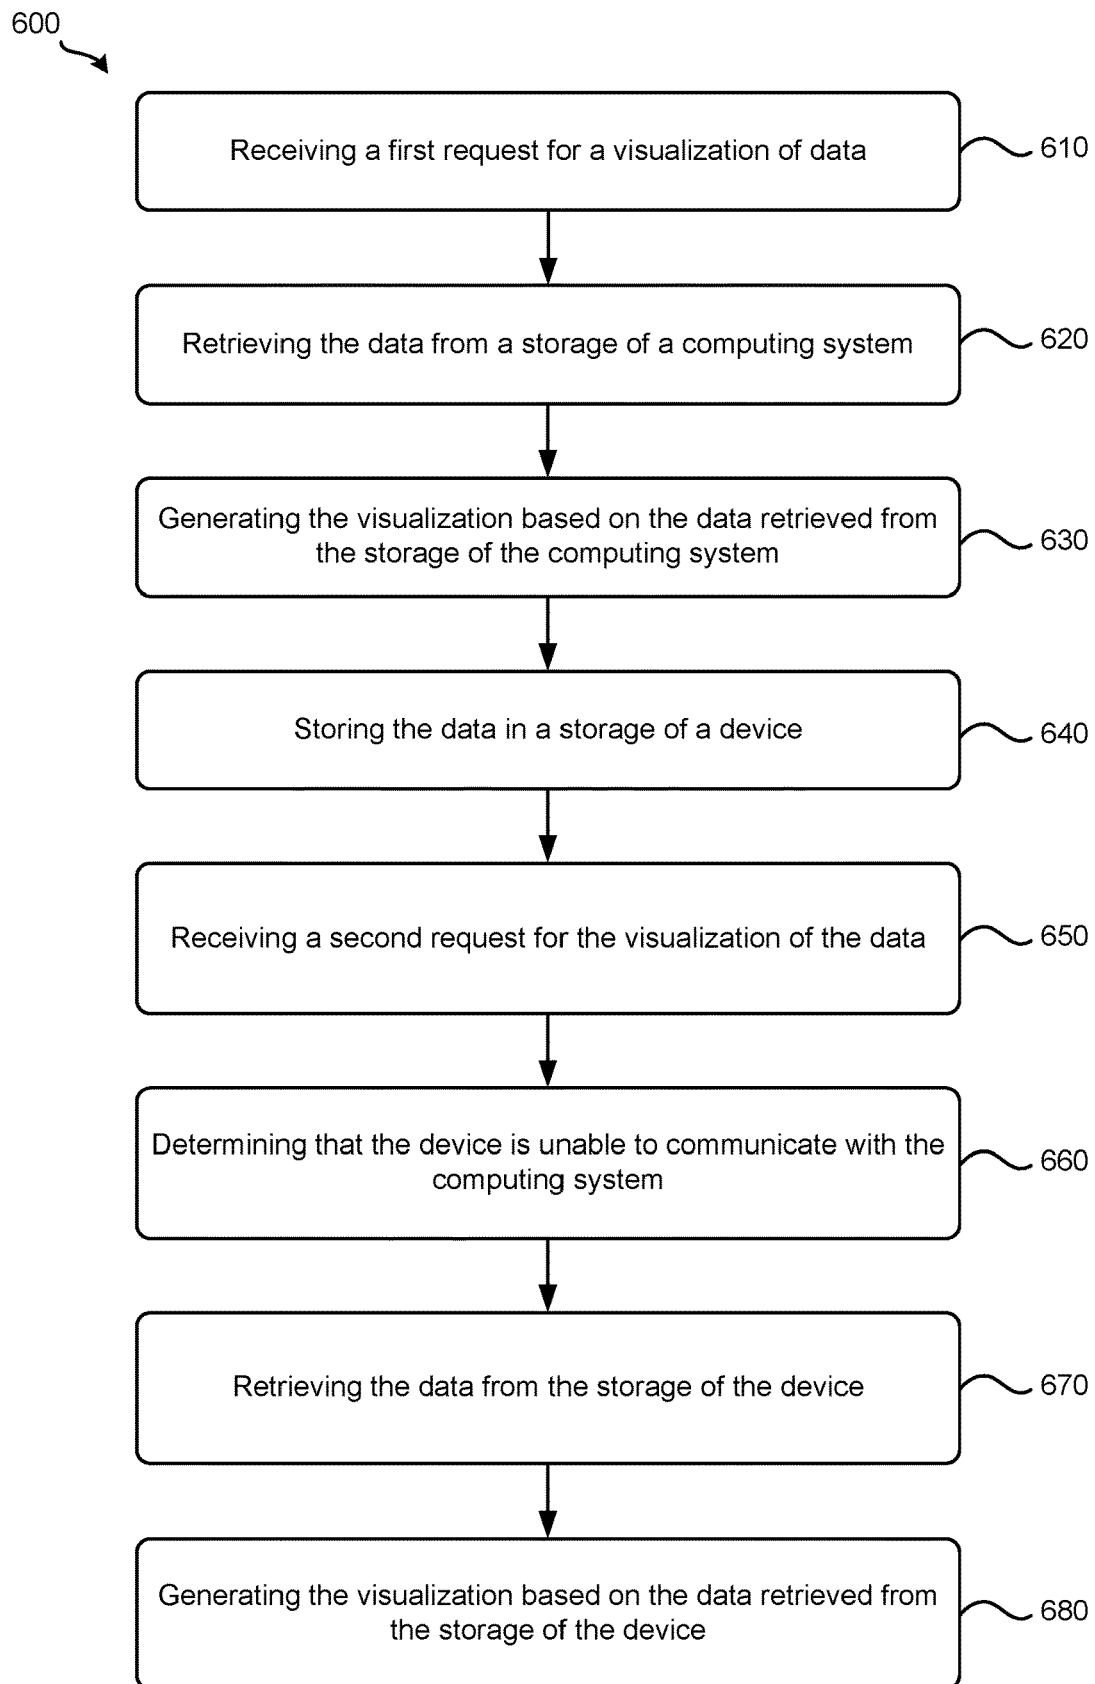 600
Receiving a first request for a visualization of data
610
Retrieving the data from a storage of a computing system
620
Generating the visualization based on the data retrieved from
the storage of the computing system
630
Storing the data in a storage of a device
640
Receiving a second request for the visualization of the data
650
Determining that the device is unable to communicate with the
computing system
660
Retrieving the data from the storage of the device
670
Generating the visualization based on the data retrieved from
the storage of the device
680